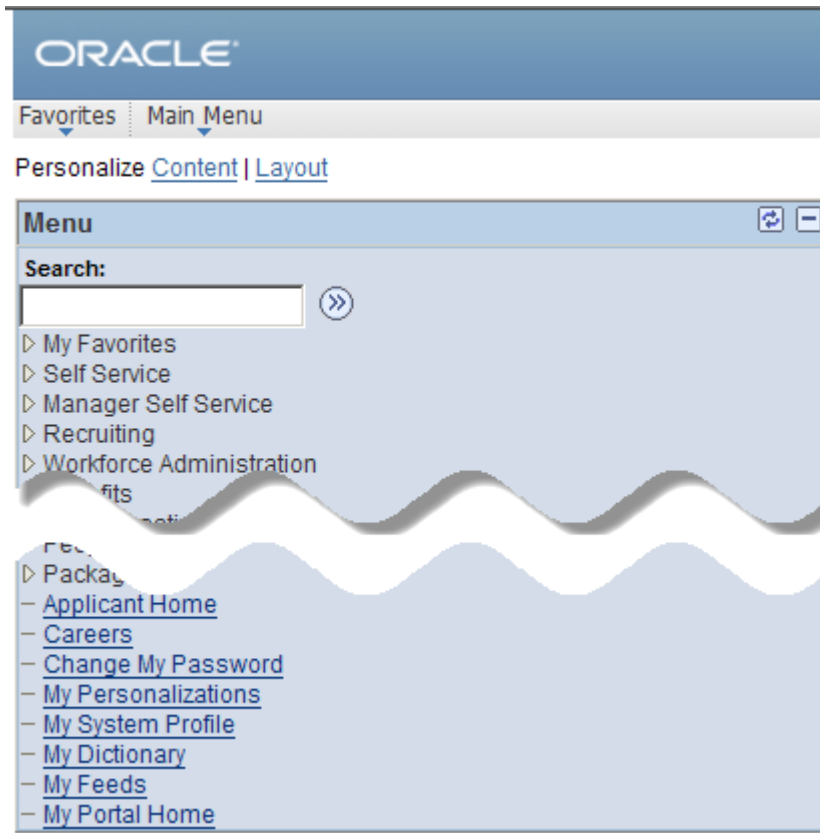 ORACLE
Favorites Main Menu
Personalize Content | Layout
Menu
Search:
My Favorites
Self Service
Manager Self Service
Recruiting
Workforce Administration
Applicant Home
Careers
Change My Password
My Personalizations
My System Profile
My Dictionary
My Feeds
My Portal Home